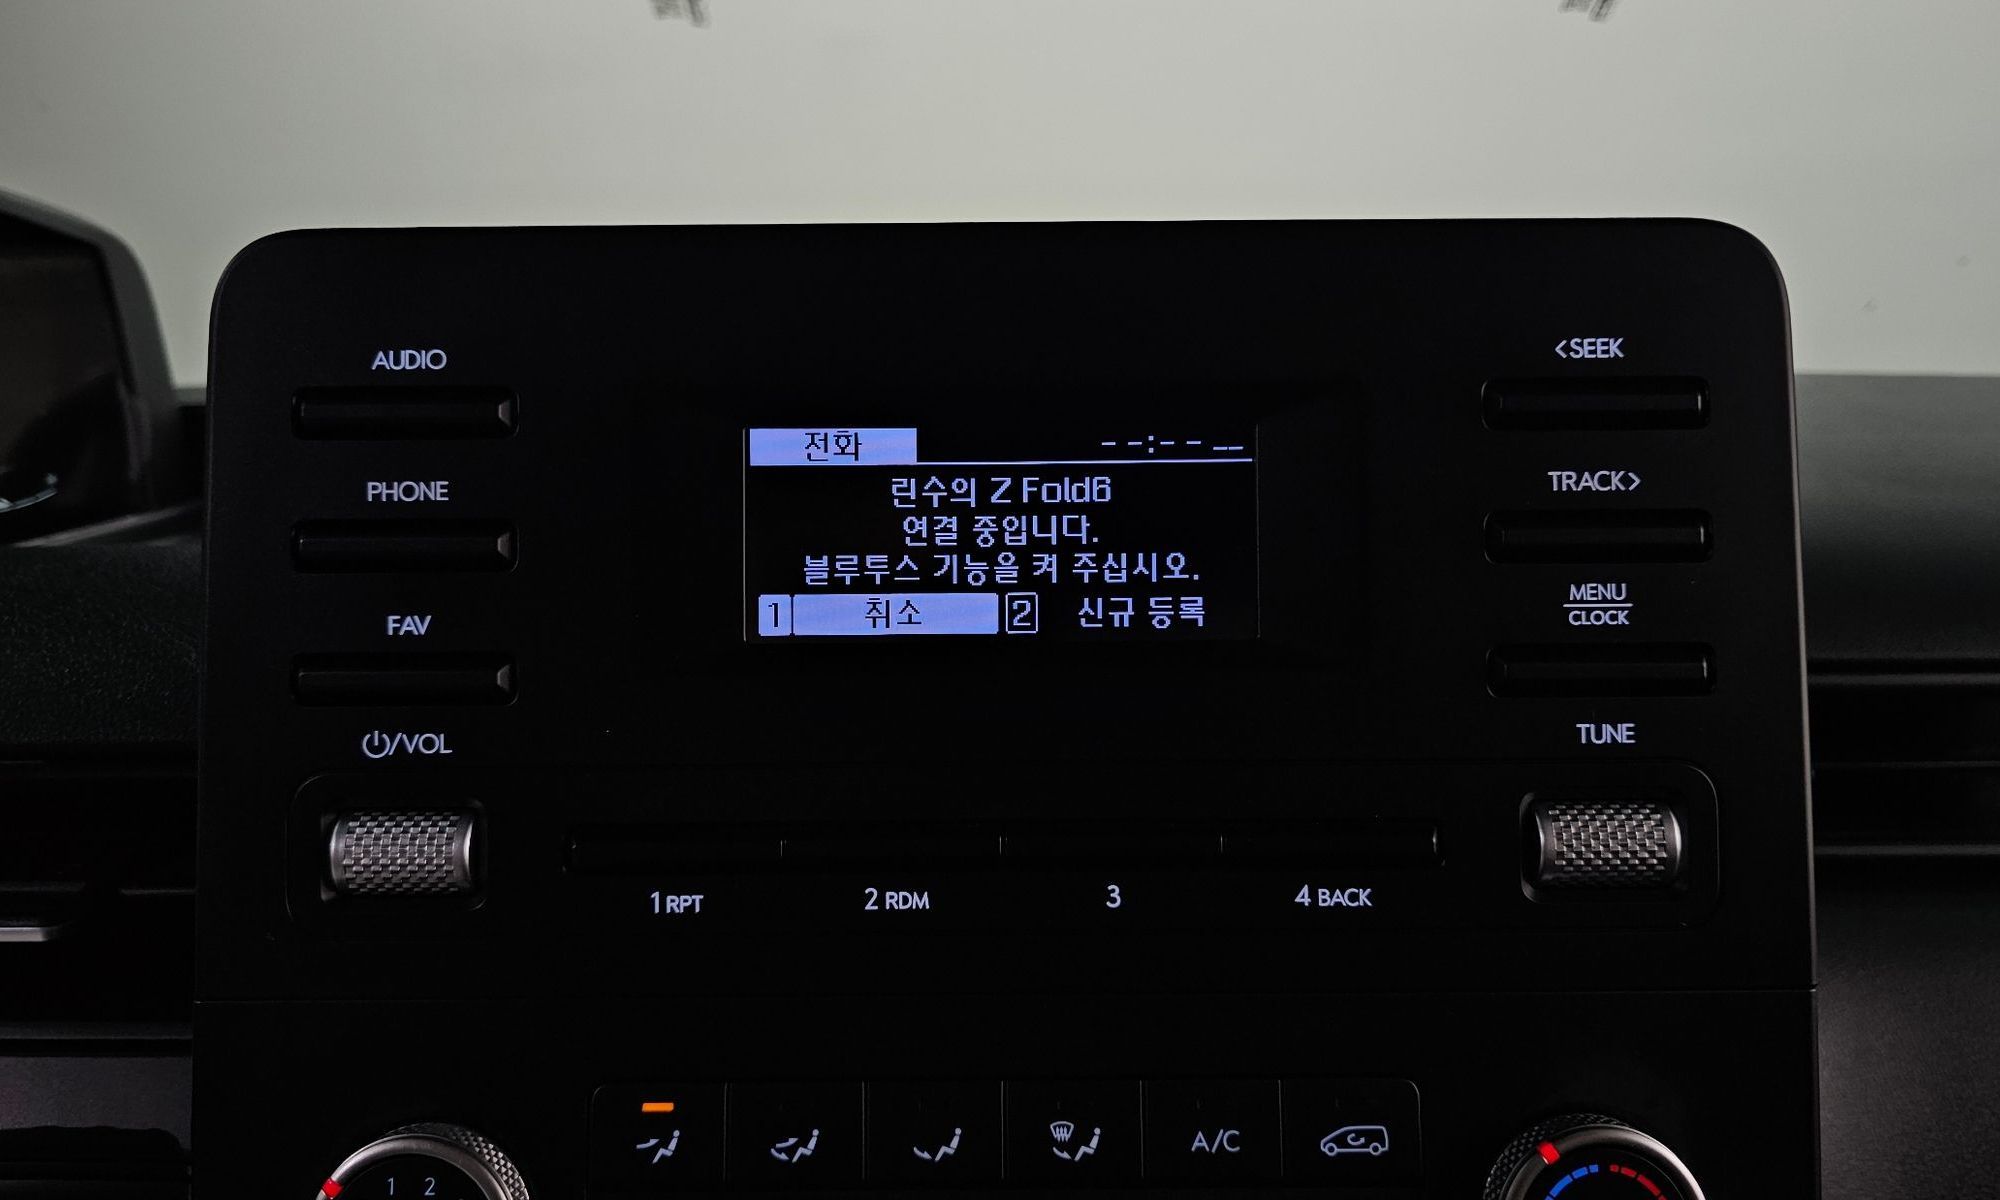 AUDIO
PHONE
FAV
/VOL
전화 --:-- --
린수의 Z Fold6
연결 중입니다.
블루투스 기능을 켜 주십시오.
1 취소 2 신규 등록
<SEEK
TRACK>
MENU
CLOCK
TUNE
1 RPT 2 RDM 3 4 BACK
A/C
1 2